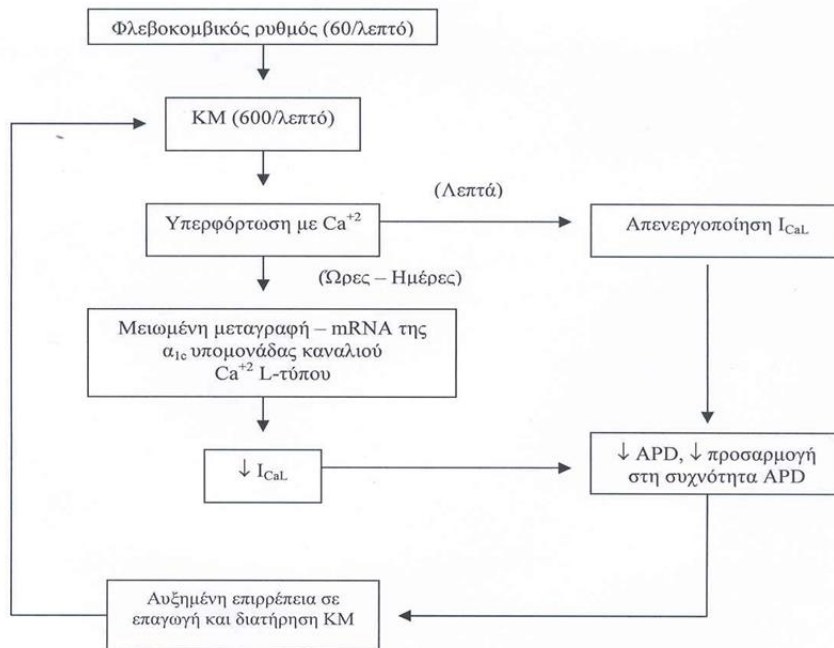 Φλεβοκομβικός ρυθμός (60/λεπτό)
ΚΜ (600/λεπτό)
(Λεπτά)
Υπερφόρτωση με Ca+2
Απενεργοποίηση ICaL
(Ώρες – Ημέρες)
Μειωμένη μεταγραφή – mRNA της
α1c υπομονάδας καναλιού
Ca+2 L-τύπου
↓ ICaL
↓ APD, ↓ προσαρμογή
στη συχνότητα APD
Αυξημένη επιρρέπεια σε
επαγωγή και διατήρηση ΚΜ